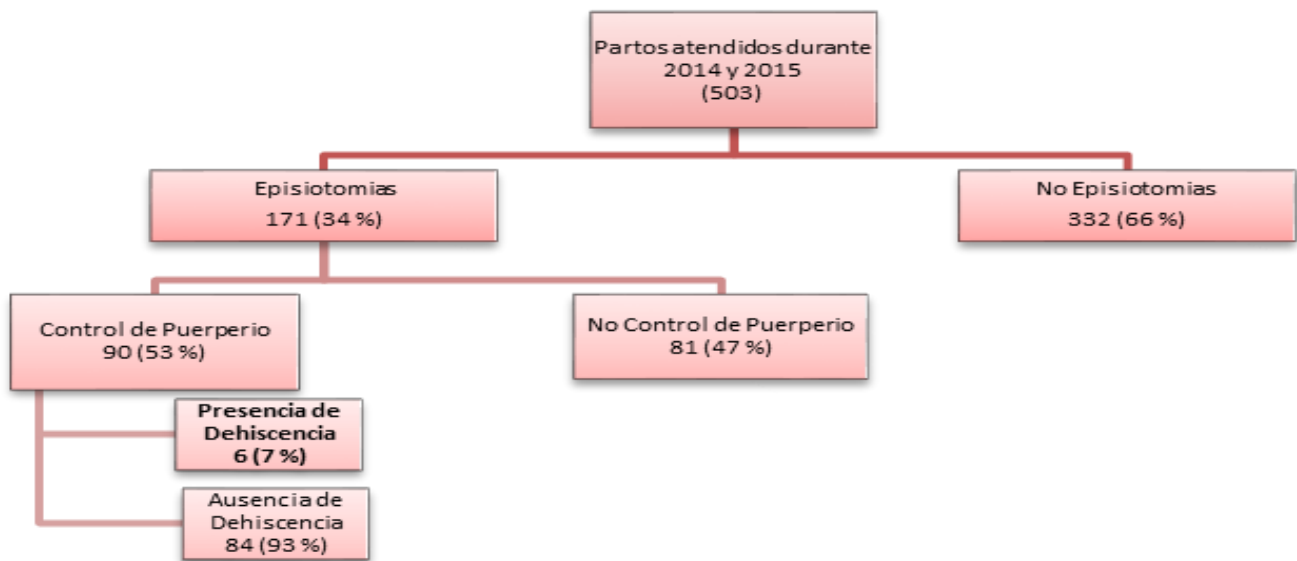 Partos atendidos durante
2014 y 2015
(503)
Episiotomias
171 (34 %)
No Episiotomias
332 (66 %)
Control de Puerperio
90 (53 %)
No Control de Puerperio
81 (47 %)
Presencia de
Dehiscencia
6 (7 %)
Ausencia de
Dehiscencia
84 (93 %)